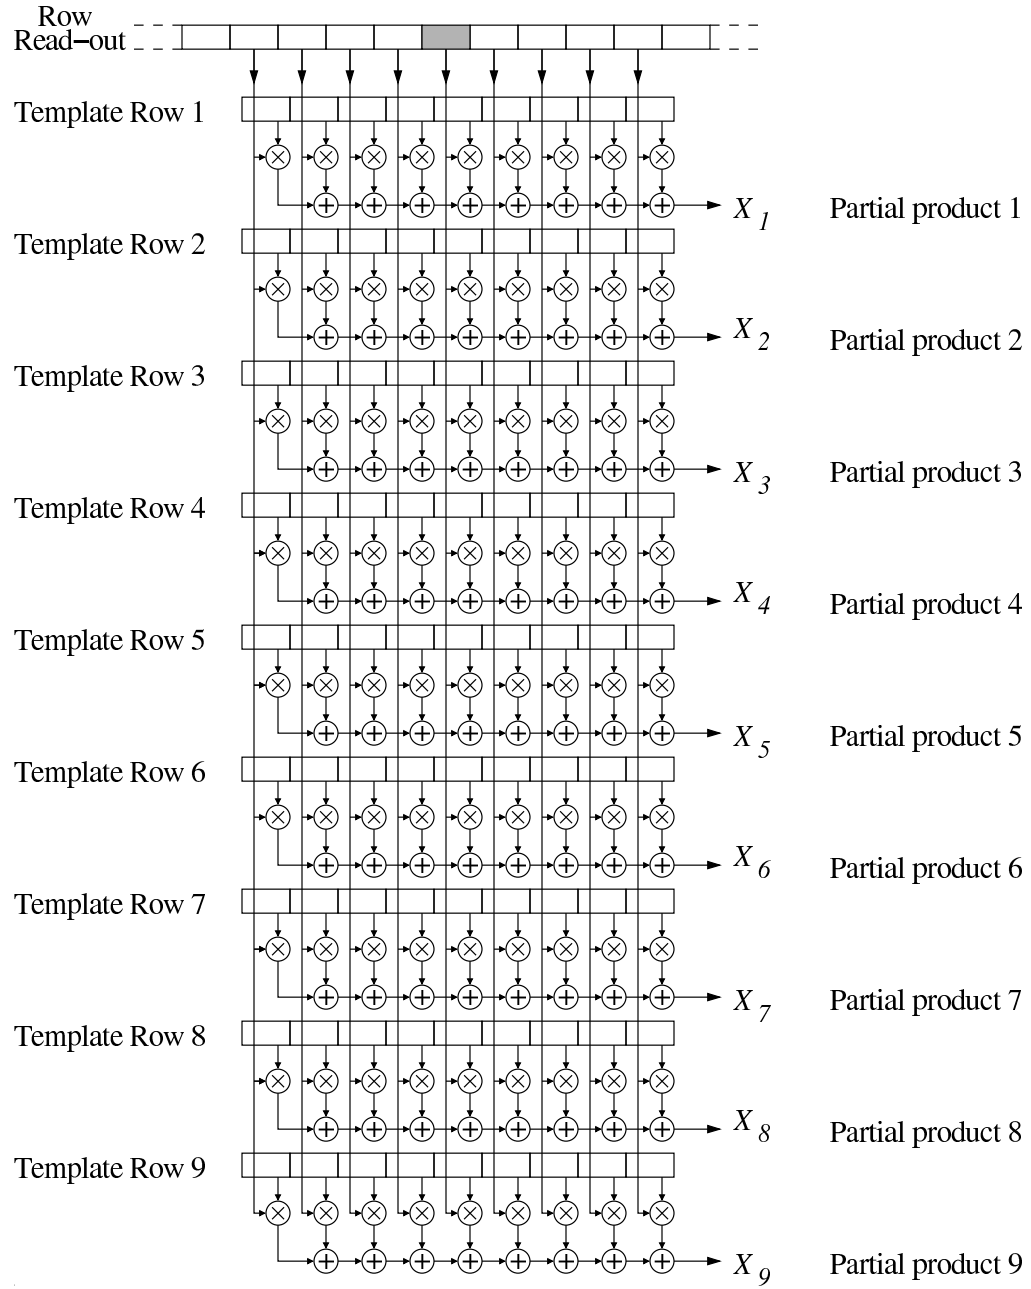 Row
Read−out
Template Row 1
X 1 Partial product 1
Template Row 2
X 2 Partial product 2
Template Row 3
X 3 Partial product 3
Template Row 4
X 4 Partial product 4
Template Row 5
X 5 Partial product 5
Template Row 6
X 6 Partial product 6
Template Row 7
X 7 Partial product 7
Template Row 8
X 8 Partial product 8
Template Row 9
X 9 Partial product 9